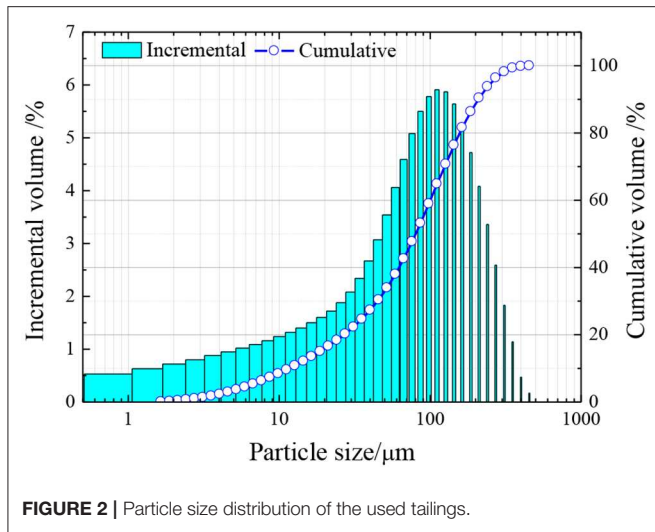 Incremental Cumulative
Incremental volume /%
7
6
5
4
3
2
1
0
Cumulative volume /%
100
80
60
40
20
0
1 10 100 1000
Particle size/μm
FIGURE 2 | Particle size distribution of the used tailings.